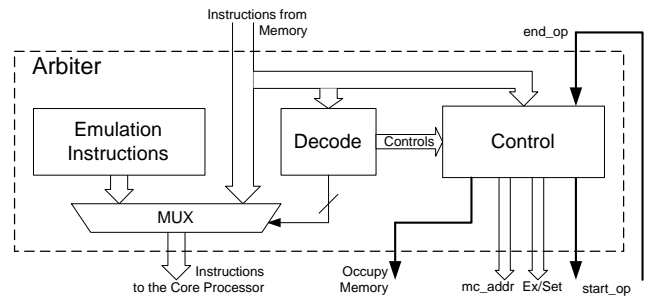 Instructions from
Memory
end_op
Arbiter
Emulation
Instructions
Decode
Controls
Control
MUX
Instructions
to the Core Processor
Occupy
Memory
mc_addr
Ex/Set
start_op